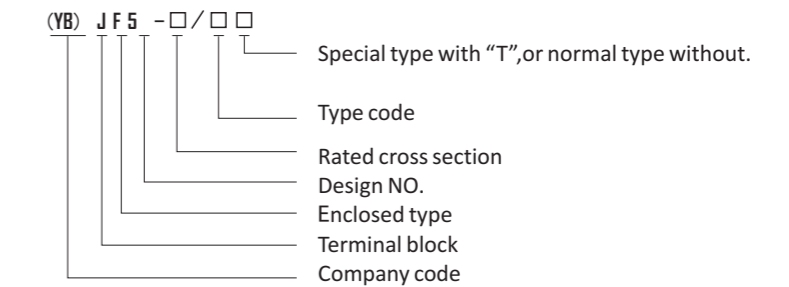 (YB) JF5 -□/□□
Special type with “T”,or normal type without.
Type code
Rated cross section
Design NO.
Enclosed type
Terminal block
Company code